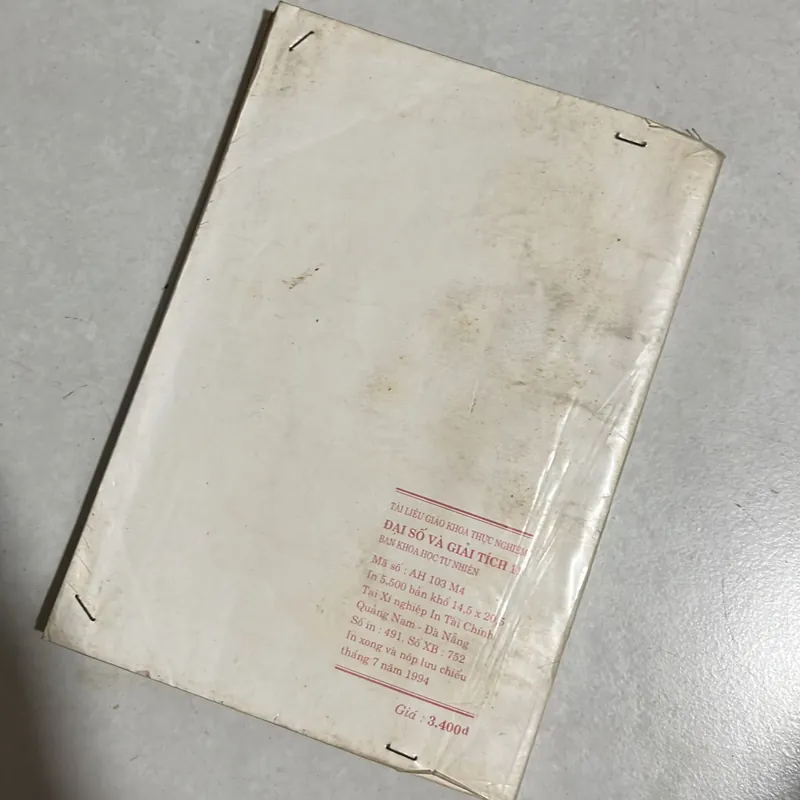 TÀI LIỆU GIÁO KHOA THỰC NGHIỆM
ĐẠI SỐ VÀ GIẢI TÍCH
BAN KHOA HỌC TỰ NHIÊN
Mã số : AH 103 M4
In 5,500 bản khổ 14,5 x 20,5
Tại Xí nghiệp In Tài Chính
Quảng Nam - Đà Nẵng
Số in : 491, Số XB : 752
In xong và nộp lưu chiểu
tháng 7 năm 1994
Giá : 3.400đ